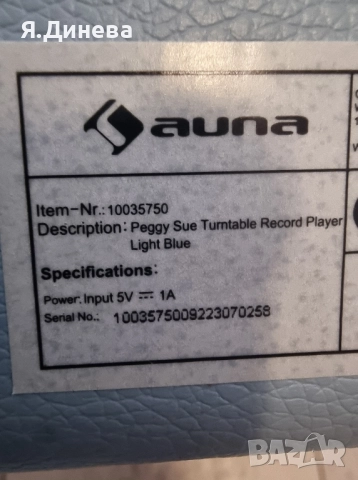 Я.Динева
auna
Item-Nr.: 10035750
Description: Peggy Sue Turntable Record Player
Light Blue
Specifications:
Power: Input 5V ⎓ 1A
Serial No.: 1003575009223070258
bazar